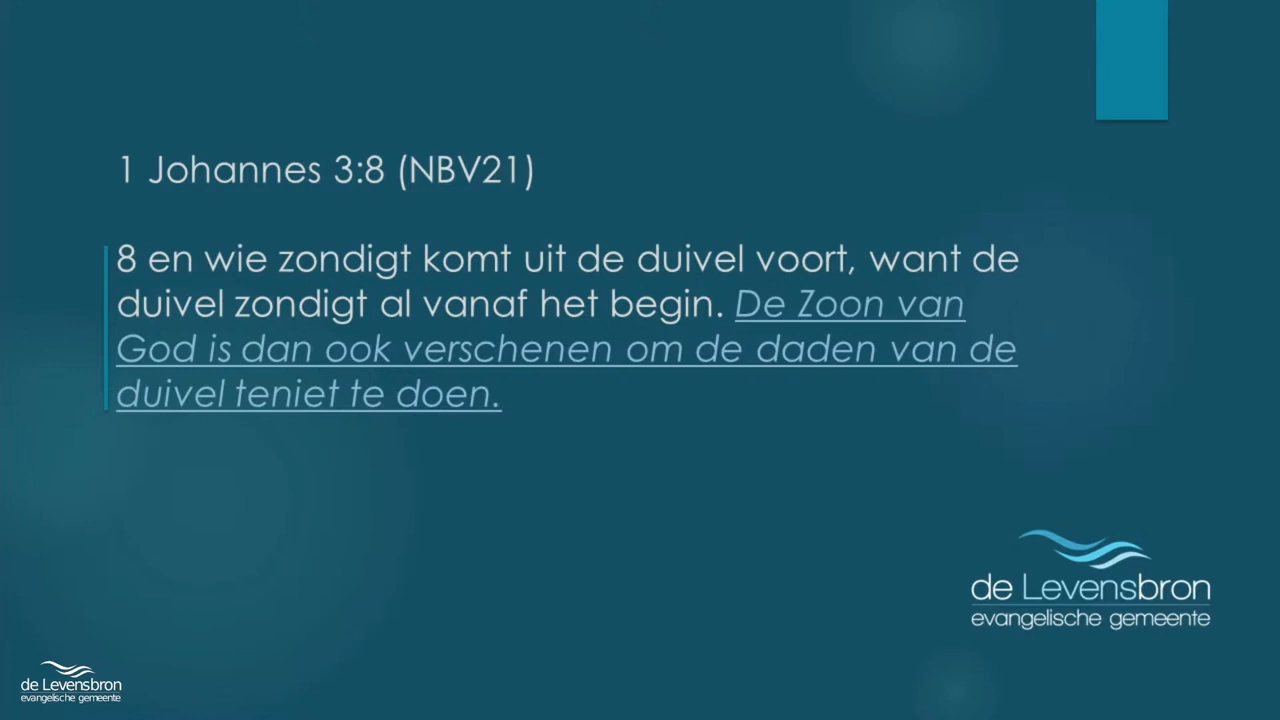 1 Johannes 3:8 (NBV21)
8 en wie zondigt komt uit de duivel voort, want de
duivel zondigt al vanaf het begin. De Zoon van
God is dan ook verschenen om de daden van de
duivel teniet te doen.
de Levensbron
evangelische gemeente
de Levensbron
evangelische gemeente